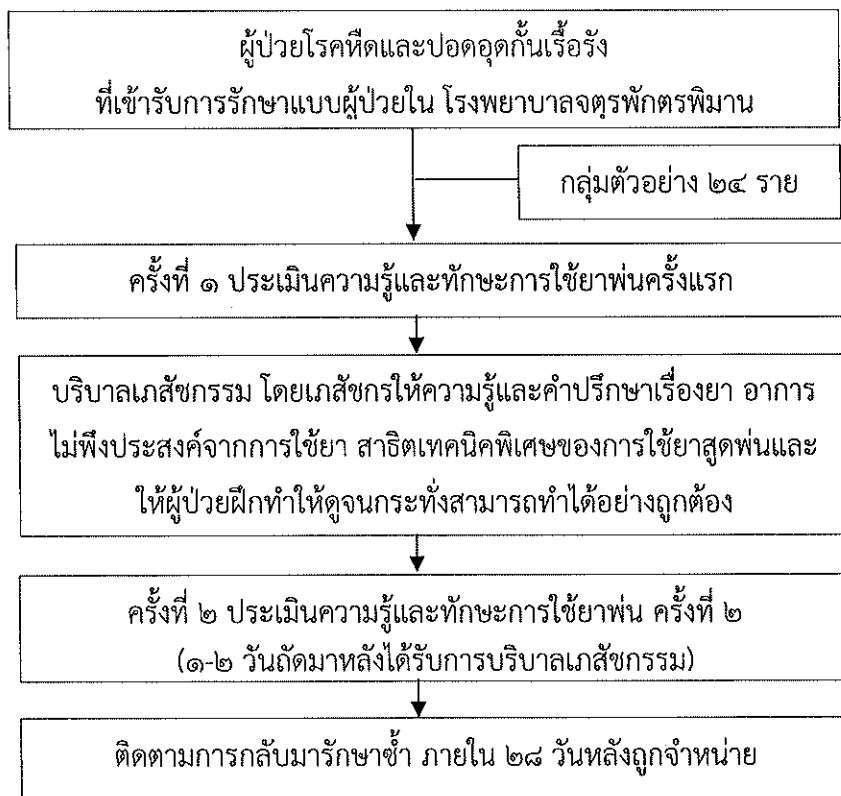 ผู้ป่วยโรคหืดและปอดอุดกั้นเรื้อรัง
ที่เข้ารับการรักษาแบบผู้ป่วยใน โรงพยาบาลจตุรพักตรพิมาน
กลุ่มตัวอย่าง ๒๔ ราย
ครั้งที่ ๑ ประเมินความรู้และทักษะการใช้ยาพ่นครั้งแรก
บริบาลเภสัชกรรม โดยเภสัชกรให้ความรู้และคำปรึกษาเรื่องยา อาการ
ไม่พึงประสงค์จากการใช้ยา สาธิตเทคนิคพิเศษของการใช้ยาสูดพ่นและ
ให้ผู้ป่วยฝึกทำให้ดูจนกระทั่งสามารถทำได้อย่างถูกต้อง
ครั้งที่ ๒ ประเมินความรู้และทักษะการใช้ยาพ่น ครั้งที่ ๒
(๑-๒ วันถัดมาหลังได้รับการบริบาลเภสัชกรรม)
ติดตามการกลับมารักษาซ้ำ ภายใน ๒๘ วันหลังถูกจำหน่าย